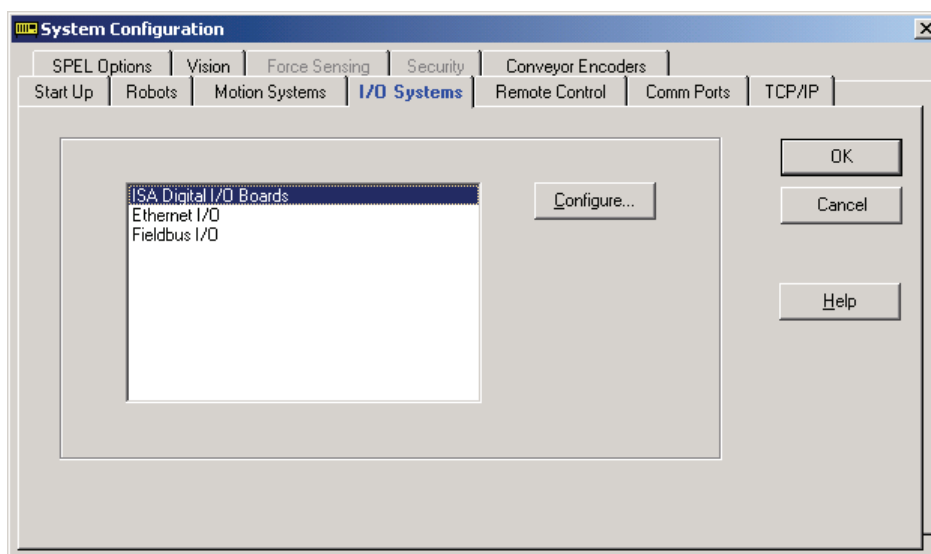 System Configuration
SPEL Options Vision Force Sensing Security Conveyor Encoders
Start Up Robots Motion Systems I/O Systems Remote Control Comm Ports TCP/IP
OK
ISA Digital I/O Boards Configure... Cancel
Ethernet I/O
Fieldbus I/O
Help